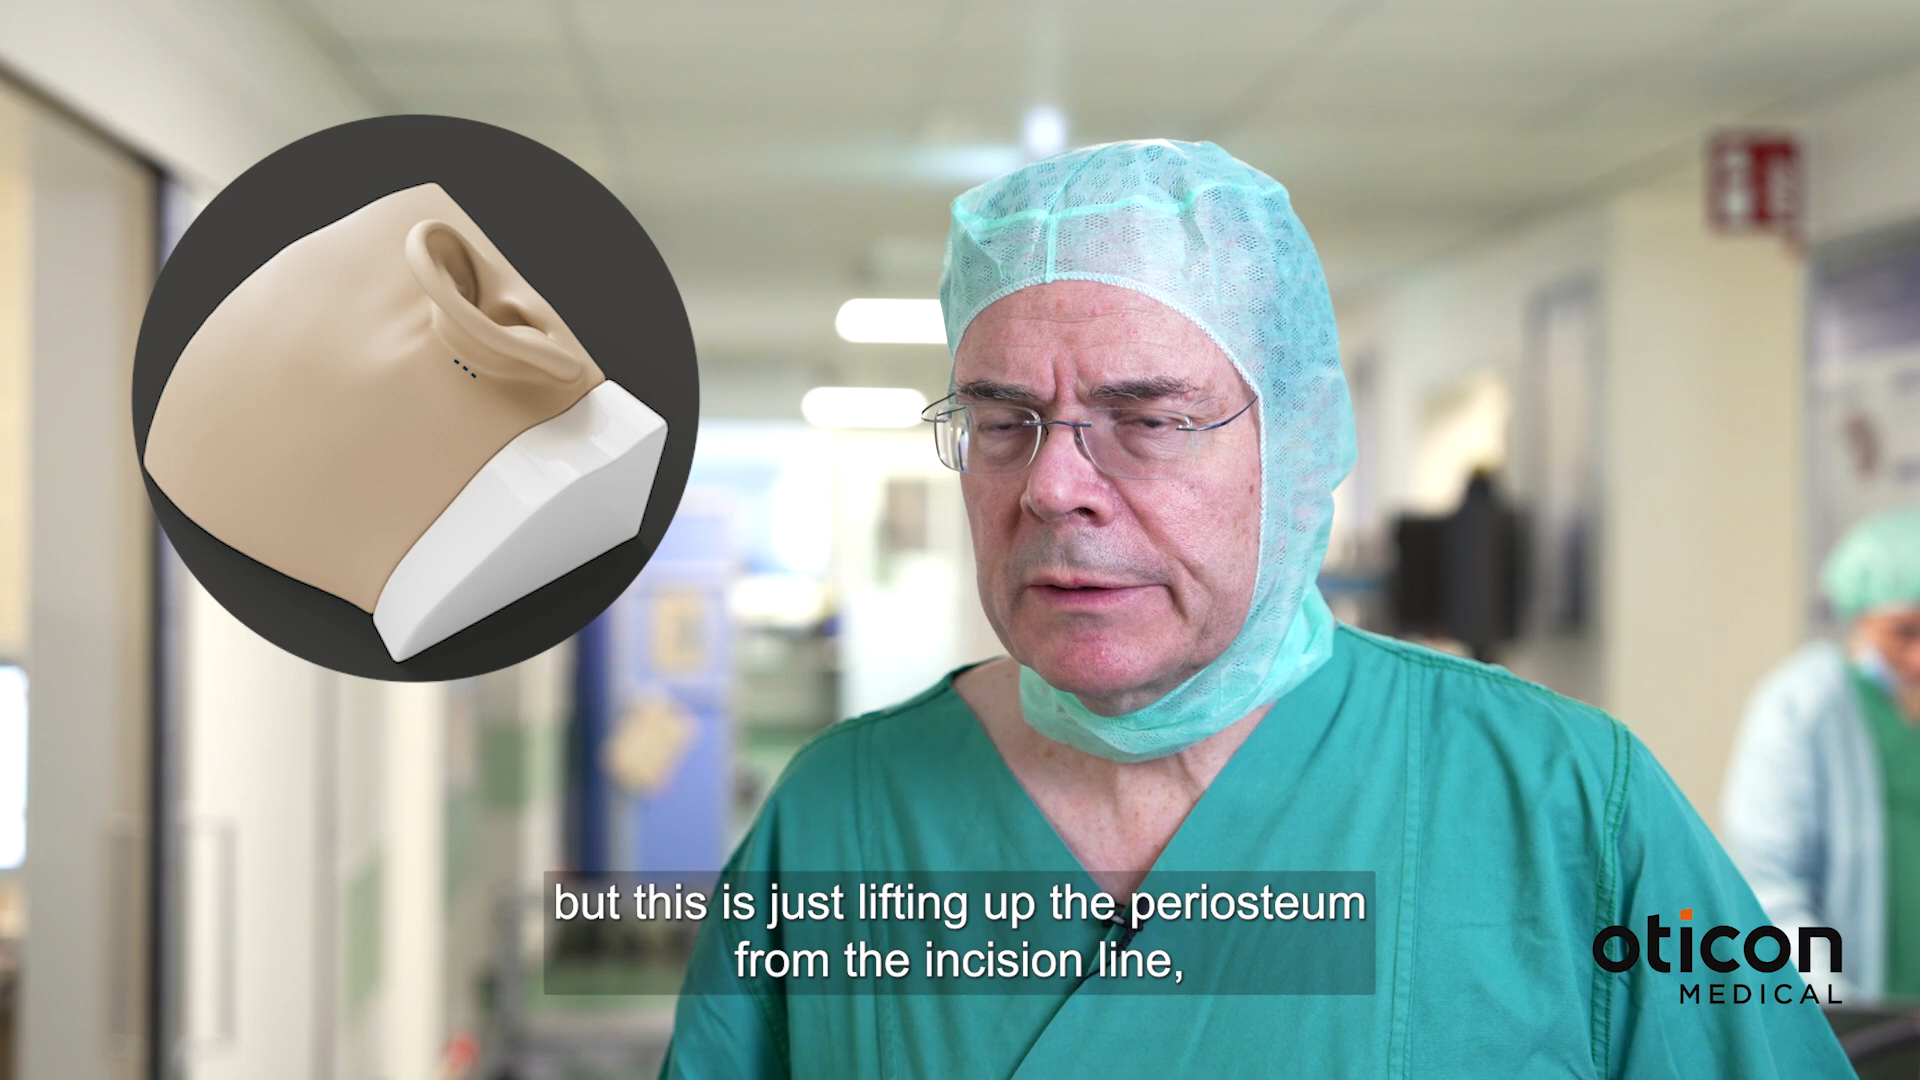 but this is just lifting up the periosteum
from the incision line,
oticon
MEDICAL